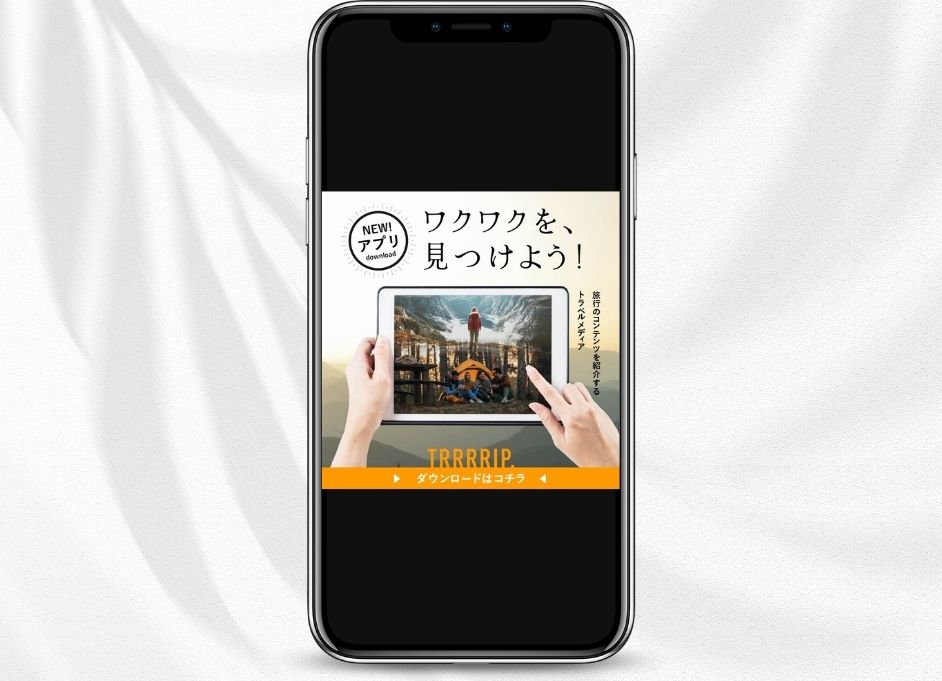 NEW!
アプリ
download
ワクワクを、
見つけよう!
旅行のコンテンツを紹介する
トラベルメディア
TRRRRIP.
ダウンロードはコチラ